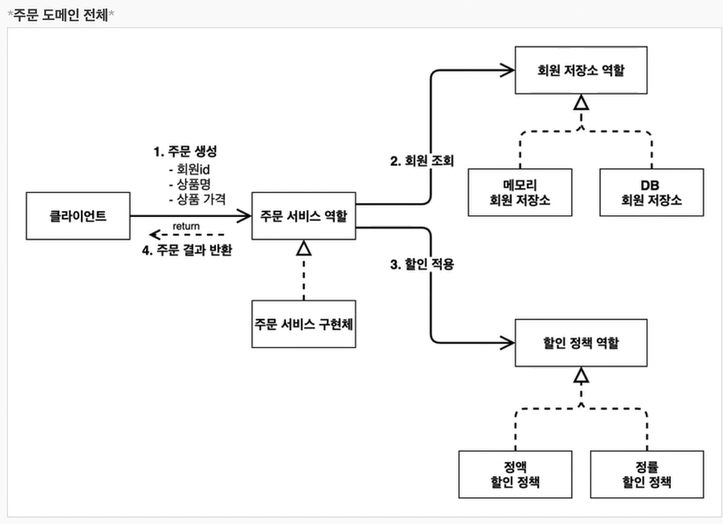 *주문 도메인 전체*
회원 저장소 역할
1. 주문 생성
- 회원id
- 상품명
- 상품 가격
2. 회원 조회
메모리
회원 저장소
DB
회원 저장소
클라이언트
주문 서비스 역할
return
4. 주문 결과 반환
3. 할인 적용
주문 서비스 구현체
할인 정책 역할
정액
할인 정책
정률
할인 정책